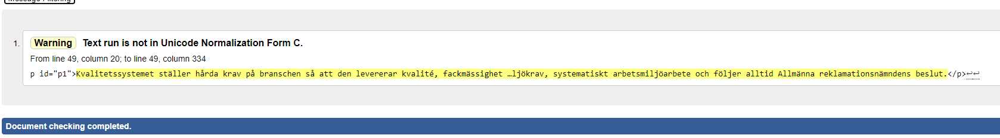 Message Filtering
1. Warning Text run is not in Unicode Normalization Form C.
From line 49, column 20; to line 49, column 334
p id="p1">Kvalitetssystemet ställer hårda krav på branschen så att den levererar kvalité, fackmässighet …ljökrav, systematiskt arbetsmiljöarbete och följer alltid Allmänna reklamationsnämndens beslut.</p>↩↩
Document checking completed.